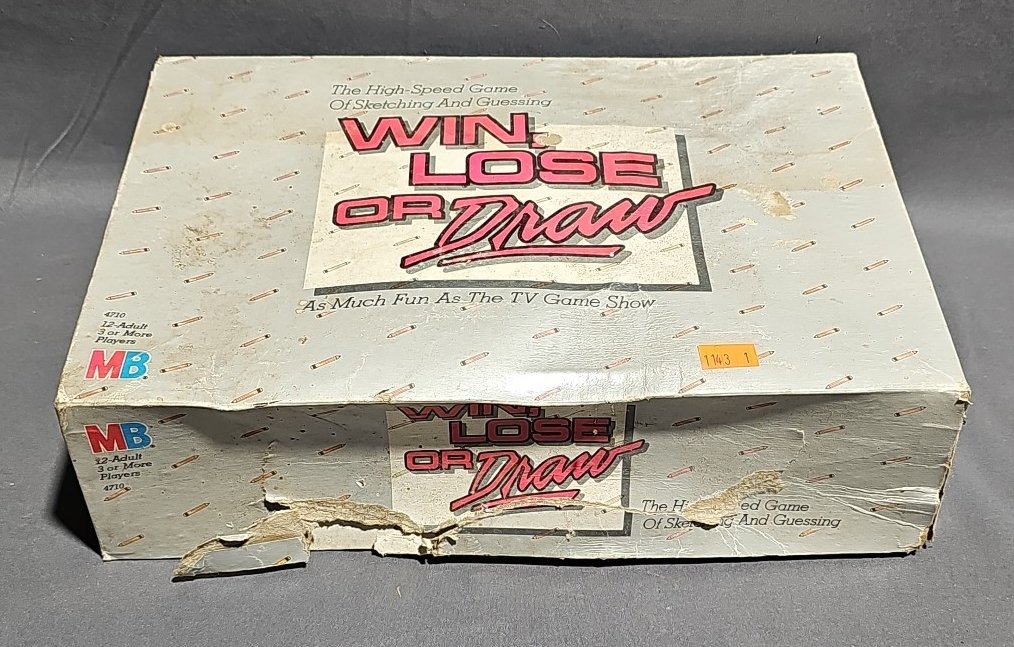 The High-Speed Game
Of Sketching And Guessing
WIN,
LOSE
OR Draw
As Much Fun As The TV Game Show
4710
12-Adult
3 or More
Players
MB
1143 1
WIN,
LOSE
OR Draw
MB
12-Adult
3 or More
Players
4710
The Game
Of And Guessing